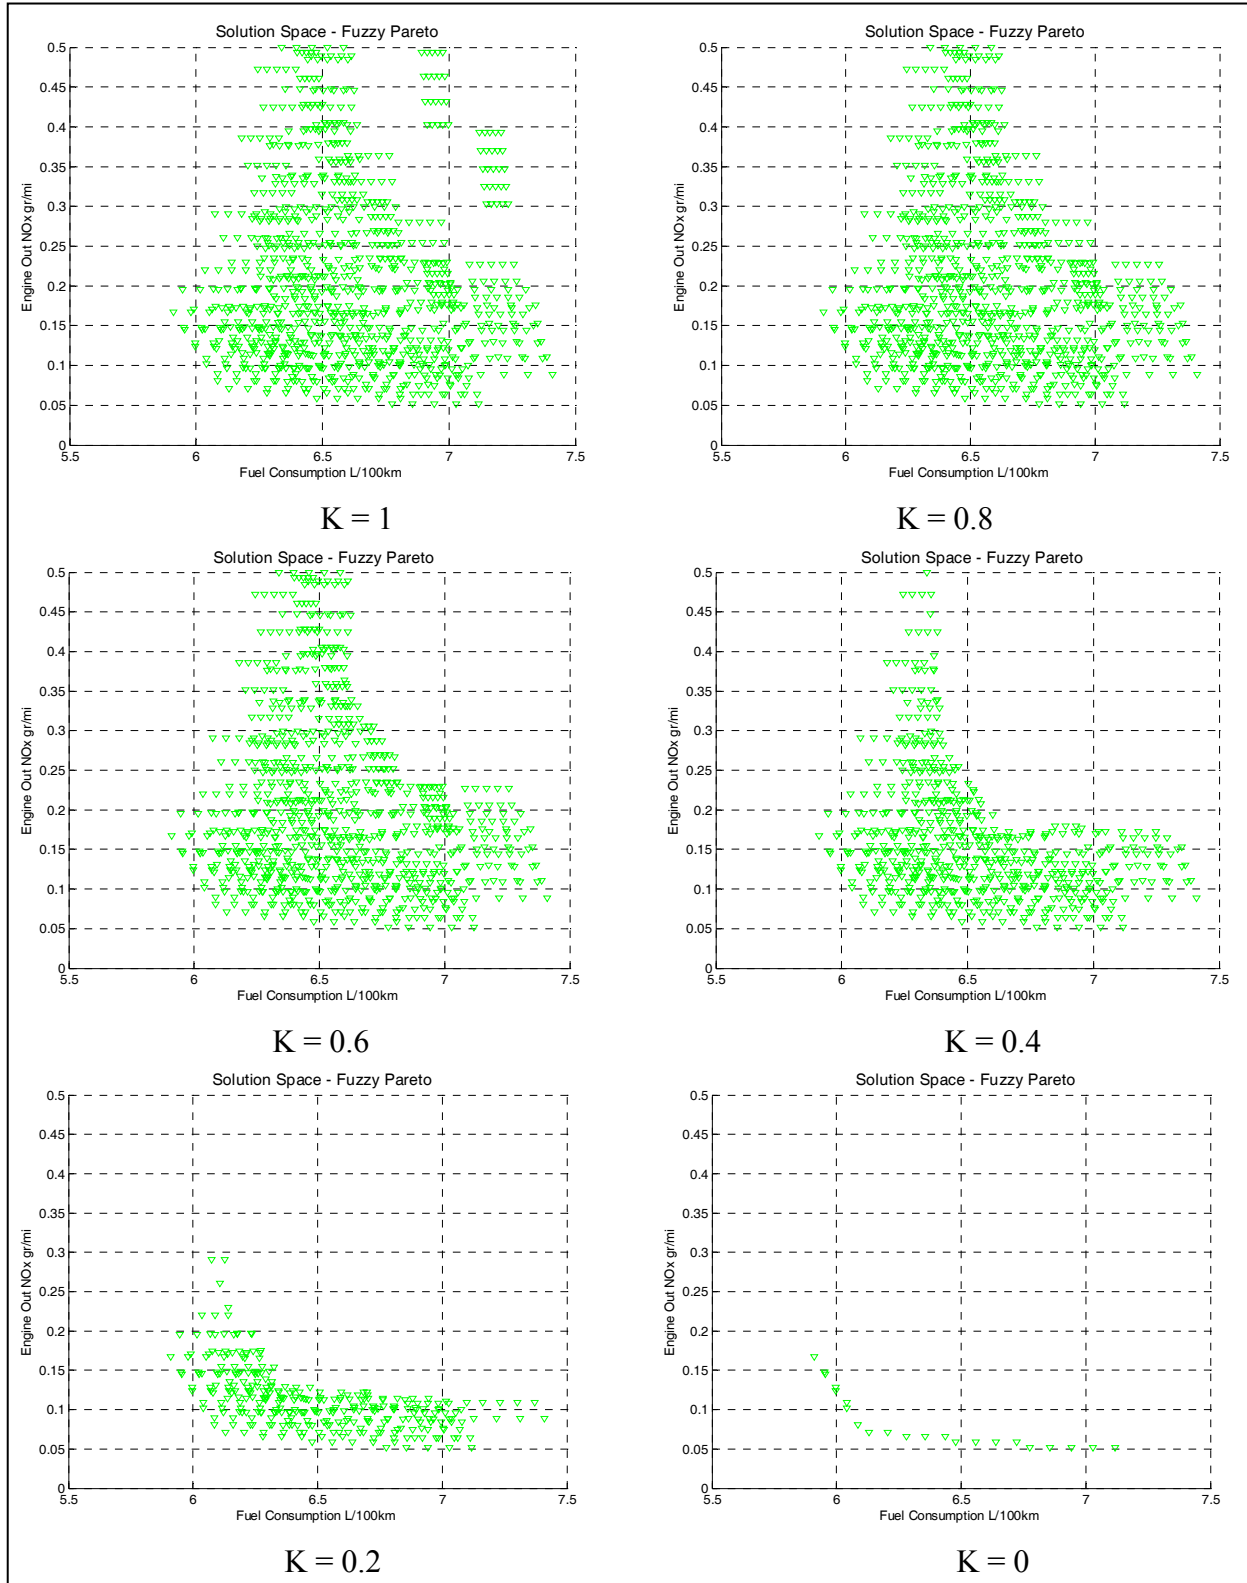 Solution Space - Fuzzy Pareto
0.5
0.45
0.4
0.35
0.3
0.25
0.2
0.15
0.1
0.05
0
Engine Out NOx gr/mi
5.5 6 6.5 7 7.5
Fuel Consumption L/100km
K = 1
Solution Space - Fuzzy Pareto
0.5
0.45
0.4
0.35
0.3
0.25
0.2
0.15
0.1
0.05
0
Engine Out NOx gr/mi
5.5 6 6.5 7 7.5
Fuel Consumption L/100km
K = 0.8
Solution Space - Fuzzy Pareto
0.5
0.45
0.4
0.35
0.3
0.25
0.2
0.15
0.1
0.05
0
Engine Out NOx gr/mi
5.5 6 6.5 7 7.5
Fuel Consumption L/100km
K = 0.6
Solution Space - Fuzzy Pareto
0.5
0.45
0.4
0.35
0.3
0.25
0.2
0.15
0.1
0.05
0
Engine Out NOx gr/mi
5.5 6 6.5 7 7.5
Fuel Consumption L/100km
K = 0.4
Solution Space - Fuzzy Pareto
0.5
0.45
0.4
0.35
0.3
0.25
0.2
0.15
0.1
0.05
0
Engine Out NOx gr/mi
5.5 6 6.5 7 7.5
Fuel Consumption L/100km
K = 0.2
Solution Space - Fuzzy Pareto
0.5
0.45
0.4
0.35
0.3
0.25
0.2
0.15
0.1
0.05
0
Engine Out NOx gr/mi
5.5 6 6.5 7 7.5
Fuel Consumption L/100km
K = 0